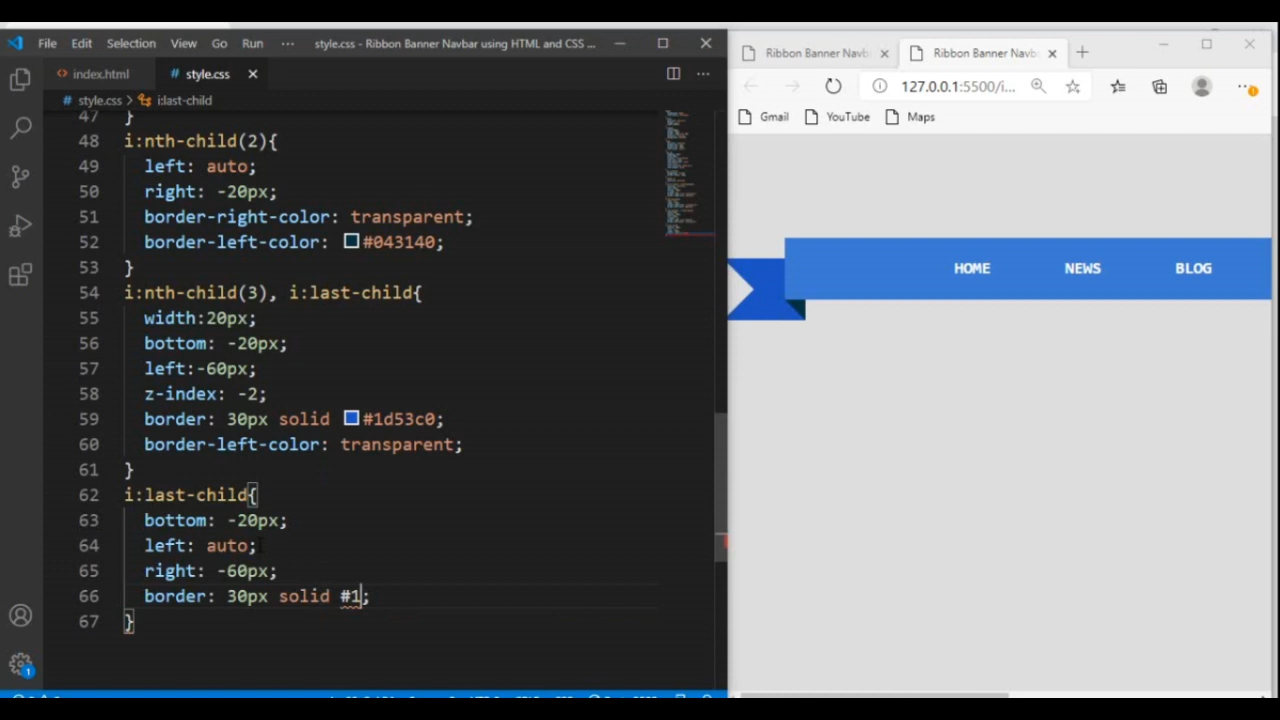 File Edit Selection View Go Run ··· style.css - Ribbon Banner Navbar using HTML and CSS ...
index.html style.css
style.css > i:last-child
47 }
48 i:nth-child(2){
49 left: auto;
50 right: -20px;
51 border-right-color: transparent;
52 border-left-color: #043140;
53 }
54 i:nth-child(3), i:last-child{
55 width:20px;
56 bottom: -20px;
57 left:-60px;
58 z-index: -2;
59 border: 30px solid #1d53c0;
60 border-left-color: transparent;
61 }
62 i:last-child{
63 bottom: -20px;
64 left: auto;
65 right: -60px;
66 border: 30px solid #1;
67 }
1
Ribbon Banner Navb Ribbon Banner Navb
127.0.0.1:5500/i...
Gmail YouTube Maps
HOME NEWS BLOG